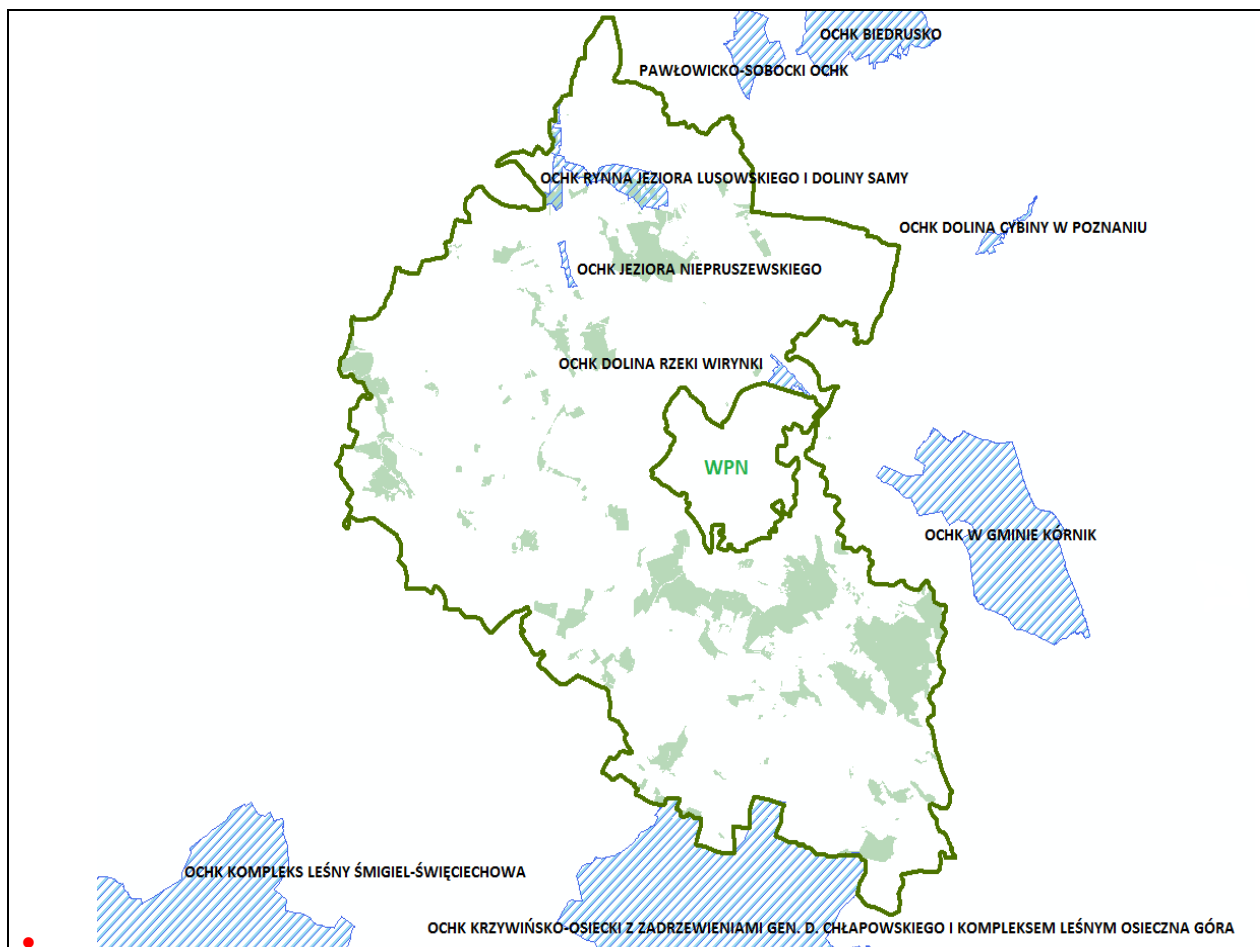 OCHK BIEDRUSKO
PAWŁOWICKO-SOBOCKI OCHK
OCHK RYNNA JEZIORA LUSOWSKIEGO I DOLINY SAMY
OCHK DOLINA CYBINY W POZNANIU
OCHK JEZIORA NIEPRUSZEWSKIEGO
OCHK DOLINA RZEKI WIRYNKI
WPN
OCHK W GMINIE KÓRNIK
OCHK KOMPLEKS LEŚNY ŚMIGIEL-ŚWIĘCIECHOWA
OCHK KRZYWIŃSKO-OSIECKI Z ZADRZEWIENIAMI GEN. D. CHŁAPOWSKIEGO I KOMPLEKSEM LEŚNYM OSIECZNA GÓRA